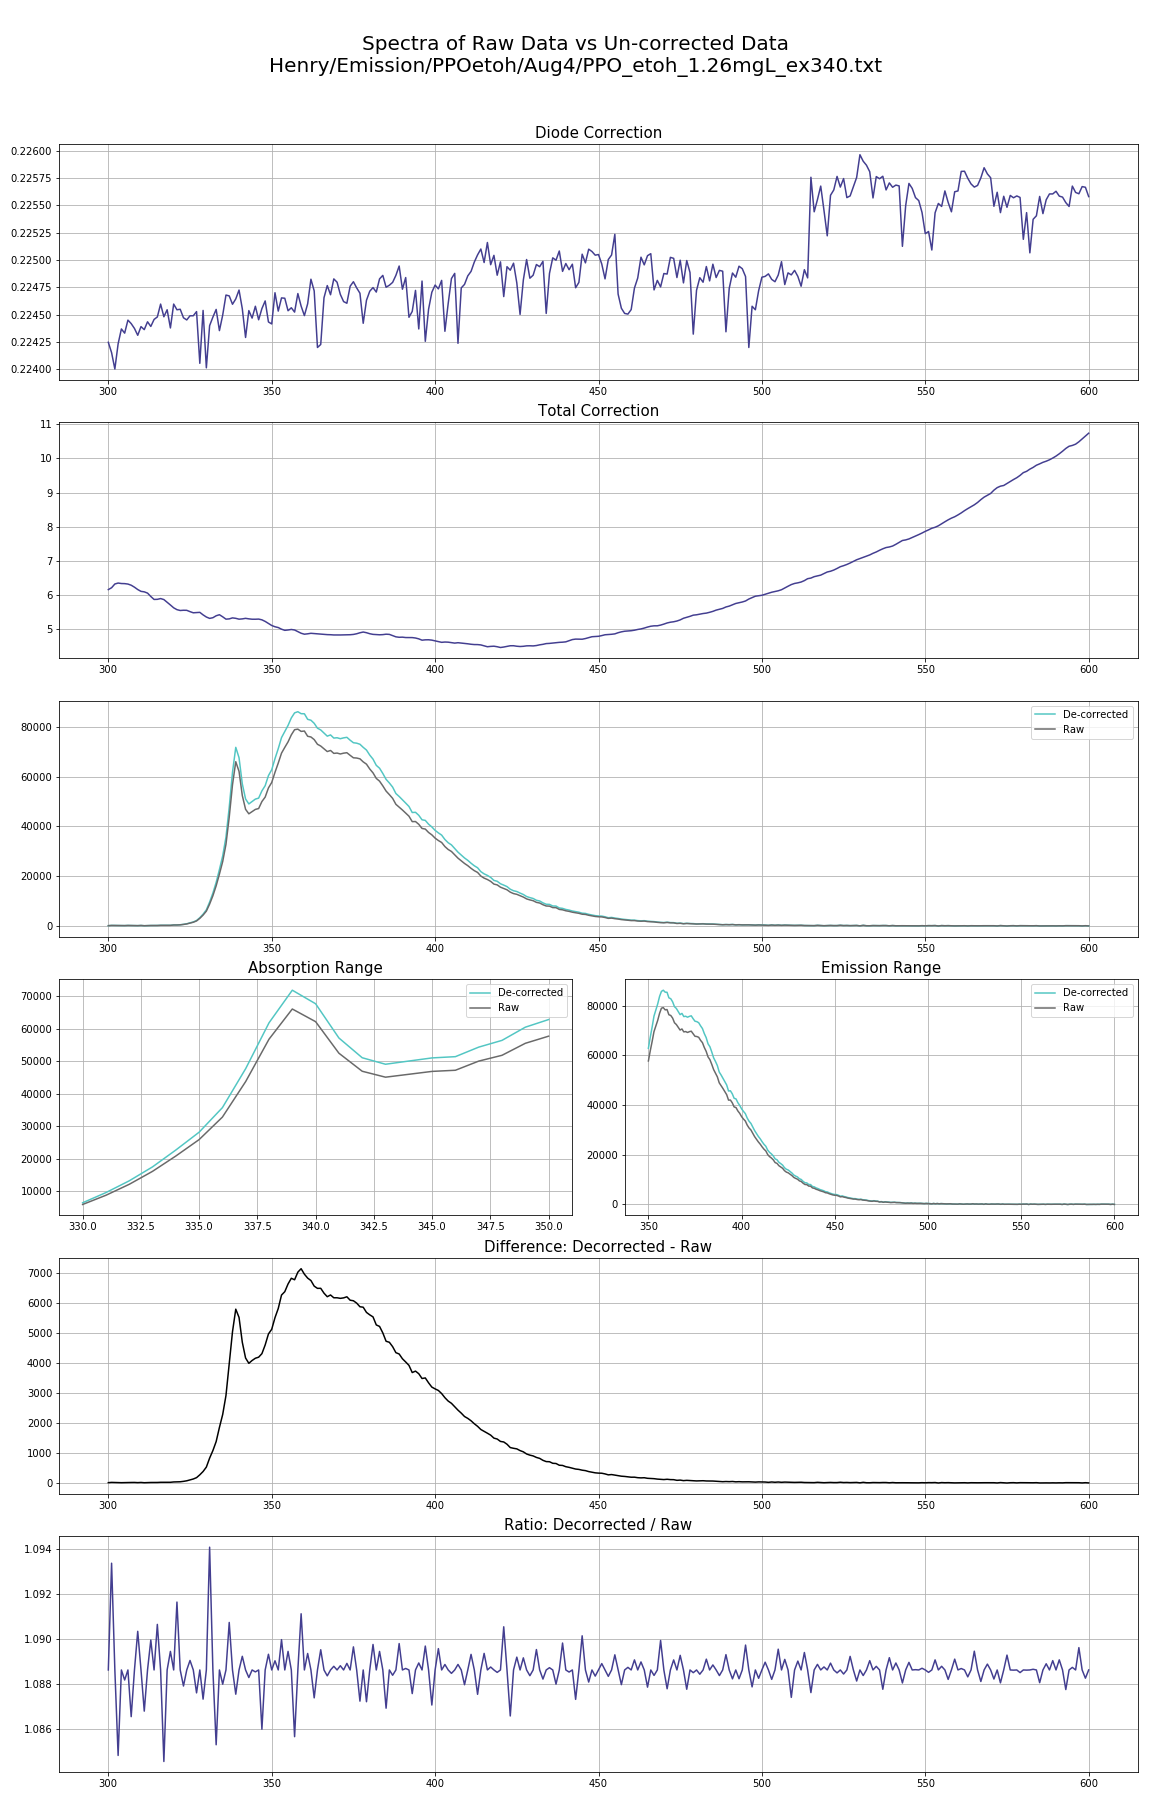 Spectra of Raw Data vs Un-corrected Data
Henry/Emission/PPOetoh/Aug4/PPO_etoh_1.26mgL_ex340.txt
Diode Correction
0.22600
0.22575
0.22550
0.22525
0.22500
0.22475
0.22450
0.22425
0.22400
300 350 400 450 500 550 600
Total Correction
11
10
9
8
7
6
5
300 350 400 450 500 550 600
De-corrected
Raw
80000
60000
40000
20000
0
300 350 400 450 500 550 600
Absorption Range
De-corrected
Raw
70000
60000
50000
40000
30000
20000
10000
330.0 332.5 335.0 337.5 340.0 342.5 345.0 347.5 350.0
Emission Range
De-corrected
Raw
80000
60000
40000
20000
0
350 400 450 500 550 600
Difference: Decorrected - Raw
7000
6000
5000
4000
3000
2000
1000
0
300 350 400 450 500 550 600
Ratio: Decorrected / Raw
1.094
1.092
1.090
1.088
1.086
300 350 400 450 500 550 600